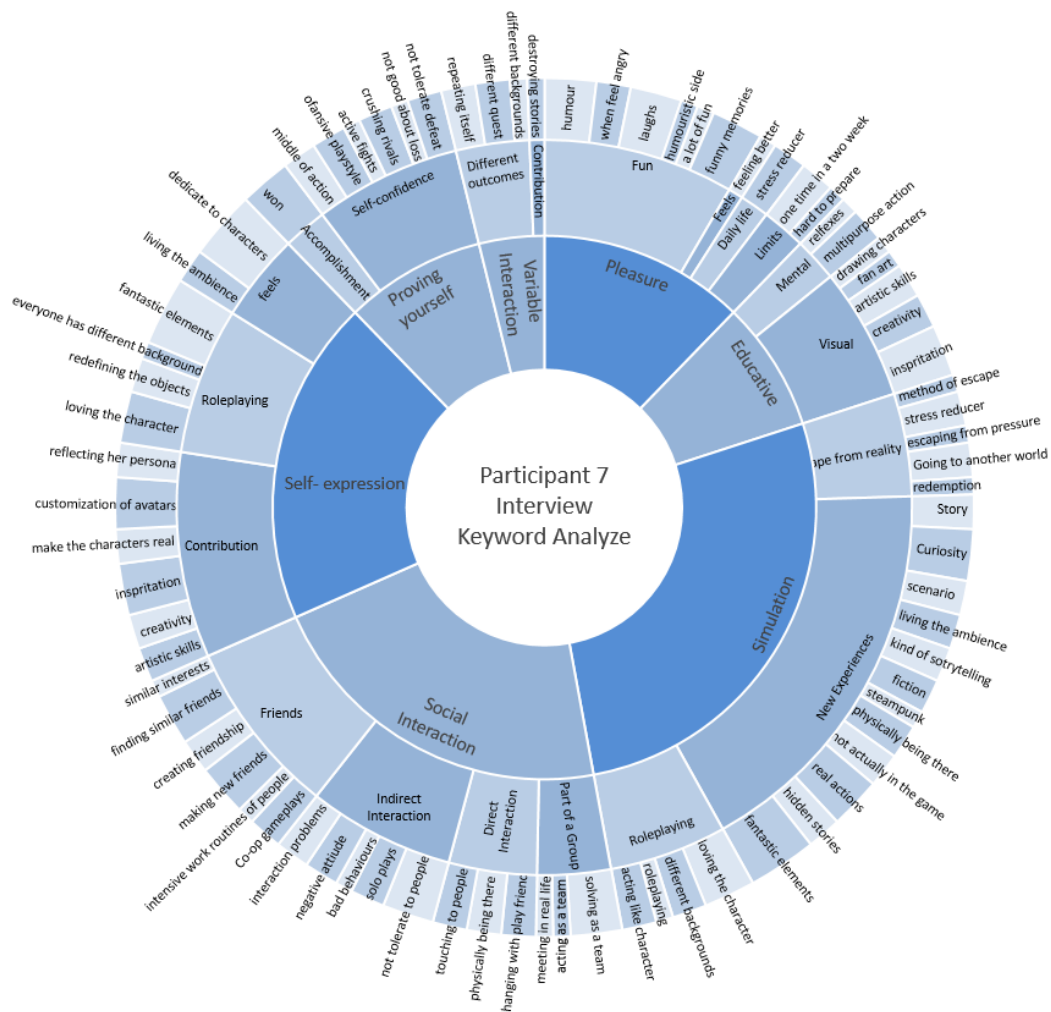 Participant 7
Interview
Keyword Analyze
Pleasure
Educative
Simulation
Social
Interaction
Self- expression
Proving
yourself
Variable
Interaction
Fun
Feels
Daily life
Limits
Mental
Visual
ape from reality
New Experiences
Roleplaying
Part of a Group
Direct
Interaction
Indirect
Interaction
Friends
Contribution
Roleplaying
feels
Accomplishment
Self-confidence
Different
outcomes
Contribution
humour
when feel angry
laughs
humouristic side
a lot of fun
funny memories
feeling better
stress reducer
one time in a two week
hard to prepare
relfexes
multipurpose action
drawing characters
fan art
artistic skills
creativity
inspritation
method of escape
stress reducer
escaping from pressure
Going to another world
redemption
Story
Curiosity
scenario
living the ambience
kind of sotrytelling
fiction
steampunk
physically being there
not actually in the game
real actions
hidden stories
fantastic elements
loving the character
different backgrounds
roleplaying
acting like character
solving as a team
acting as a team
meeting in real life
hanging with play frienc
physically being there
touching to people
not tolerate to people
solo plays
bad behaviours
negative attiude
interaction problems
Co-op gameplays
intensive work routines of people
making new friends
creating friendship
finding similar friends
similar interests
artistic skills
creativity
inspritation
make the characters real
customization of avatars
reflecting her persona
loving the character
redefining the objects
everyone has different background
fantastic elements
living the ambience
dedicate to characters
won
middle of action
ofansive playstyle
active fights
crushing rivals
not good about loss
not tolerate defeat
repeating itself
different quest
different backgrounds
destroying stories